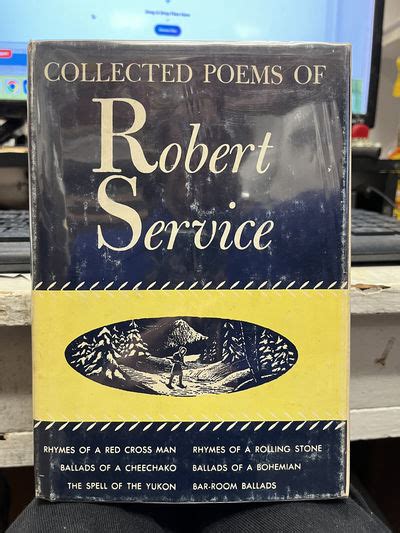 COLLECTED POEMS OF
Robert
Service
RHYMES OF A RED CROSS MAN RHYMES OF A ROLLING STONE
BALLADS OF A CHEECHAKO BALLADS OF A BOHEMIAN
THE SPELL OF THE YUKON BAR-ROOM BALLADS